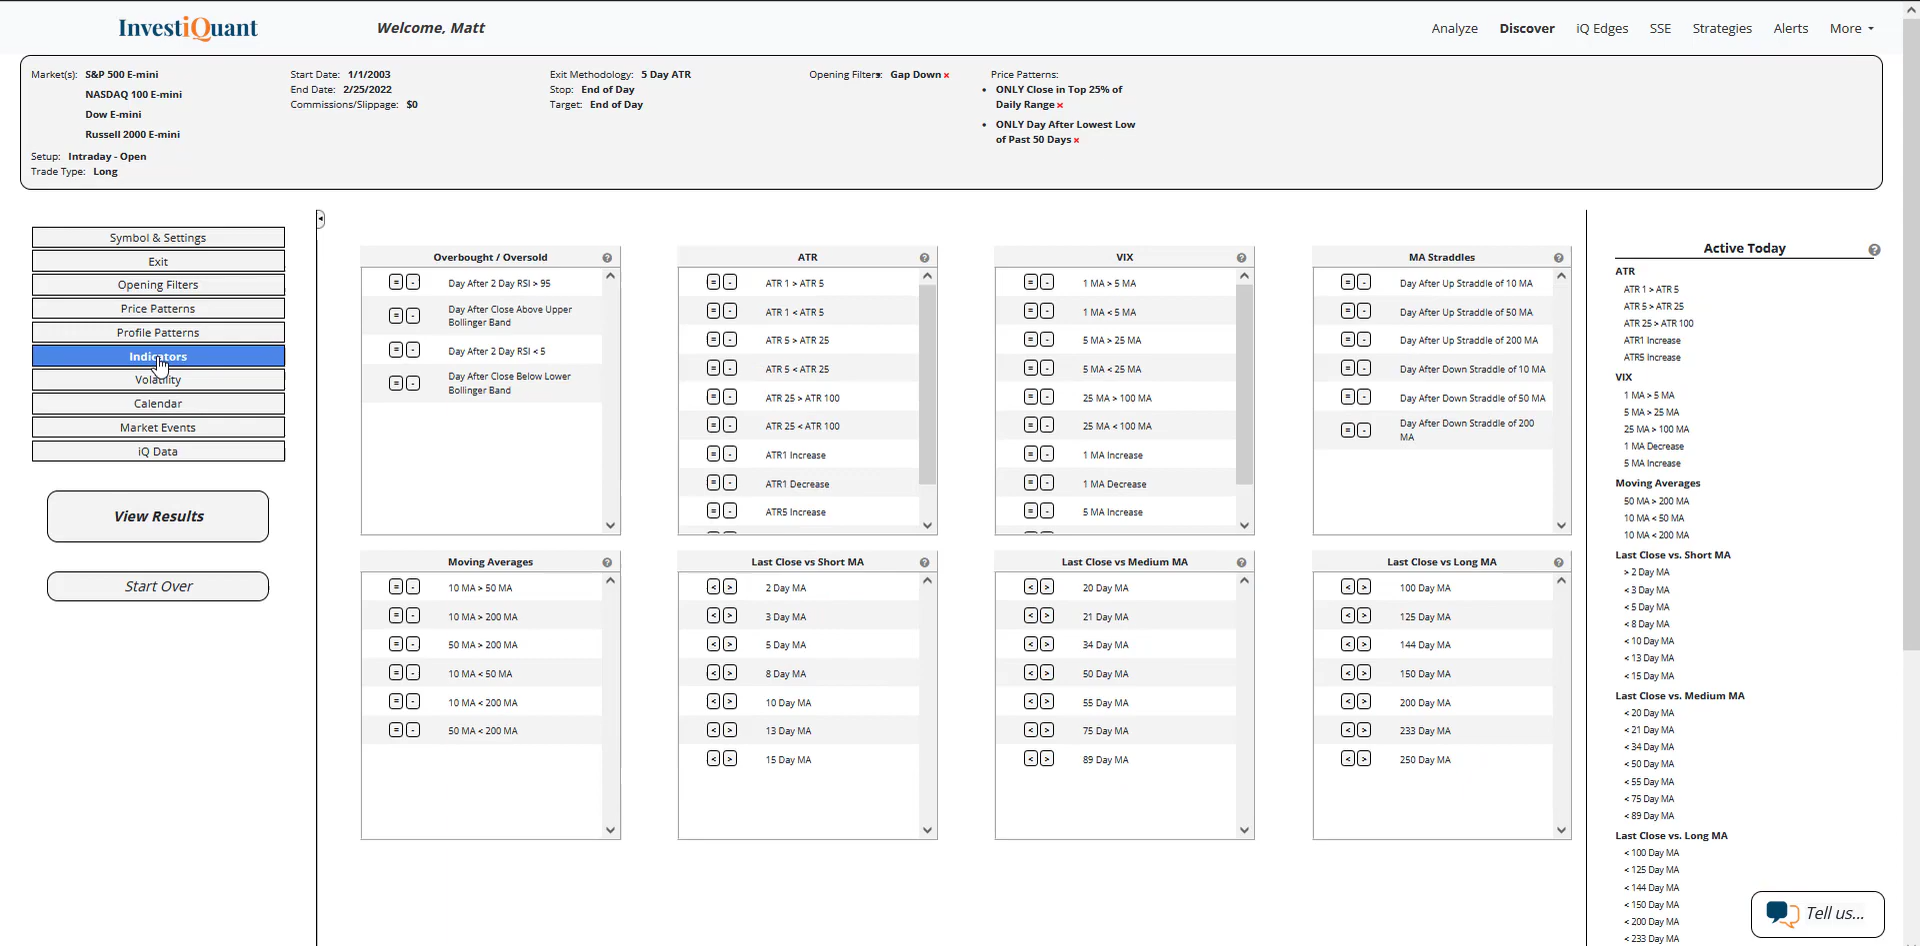 InvestiQuant
Welcome, Matt
Analyze Discover iQ Edges SSE Strategies Alerts More
Market(s): S&P 500 E-mini
NASDAQ 100 E-mini
Dow E-mini
Russell 2000 E-mini
Setup: Intraday - Open
Trade Type: Long
Start Date: 1/1/2003
End Date: 2/25/2022
Commissions/Slippage: $0
Exit Methodology: 5 Day ATR
Stop: End of Day
Target: End of Day
Opening Filters: Gap Down x
Price Patterns:
• ONLY Close in Top 25% of
Daily Range x
• ONLY Day After Lowest Low
of Past 50 Days x
Symbol & Settings
Exit
Opening Filters
Price Patterns
Profile Patterns
Indicators
Volatility
Calendar
Market Events
iQ Data
View Results
Start Over
Overbought / Oversold ?
= - Day After 2 Day RSI > 95
= - Day After Close Above Upper
Bollinger Band
= - Day After 2 Day RSI < 5
= - Day After Close Below Lower
Bollinger Band
ATR ?
= - ATR 1 > ATR 5
= - ATR 1 < ATR 5
= - ATR 5 > ATR 25
= - ATR 5 < ATR 25
= - ATR 25 > ATR 100
= - ATR 25 < ATR 100
= - ATR1 Increase
= - ATR1 Decrease
= - ATR5 Increase
VIX ?
= - 1 MA > 5 MA
= - 1 MA < 5 MA
= - 5 MA > 25 MA
= - 5 MA < 25 MA
= - 25 MA > 100 MA
= - 25 MA < 100 MA
= - 1 MA Increase
= - 1 MA Decrease
= - 5 MA Increase
MA Straddles ?
= - Day After Up Straddle of 10 MA
= - Day After Up Straddle of 50 MA
= - Day After Up Straddle of 200 MA
= - Day After Down Straddle of 10 MA
= - Day After Down Straddle of 50 MA
= - Day After Down Straddle of 200
MA
Moving Averages ?
= - 10 MA > 50 MA
= - 10 MA > 200 MA
= - 50 MA > 200 MA
= - 10 MA < 50 MA
= - 10 MA < 200 MA
= - 50 MA < 200 MA
Last Close vs Short MA ?
< > 2 Day MA
< > 3 Day MA
< > 5 Day MA
< > 8 Day MA
< > 10 Day MA
< > 13 Day MA
< > 15 Day MA
Last Close vs Medium MA ?
< > 20 Day MA
< > 21 Day MA
< > 34 Day MA
< > 50 Day MA
< > 55 Day MA
< > 75 Day MA
< > 89 Day MA
Last Close vs Long MA ?
< > 100 Day MA
< > 125 Day MA
< > 144 Day MA
< > 150 Day MA
< > 200 Day MA
< > 233 Day MA
< > 250 Day MA
Active Today ?
ATR
ATR 1 > ATR 5
ATR 5 > ATR 25
ATR 25 > ATR 100
ATR1 Increase
ATR5 Increase
VIX
1 MA > 5 MA
5 MA > 25 MA
25 MA > 100 MA
1 MA Decrease
5 MA Increase
Moving Averages
50 MA > 200 MA
10 MA < 50 MA
10 MA < 200 MA
Last Close vs. Short MA
> 2 Day MA
< 3 Day MA
< 5 Day MA
< 8 Day MA
< 10 Day MA
< 13 Day MA
< 15 Day MA
Last Close vs. Medium MA
< 20 Day MA
< 21 Day MA
< 34 Day MA
< 50 Day MA
< 55 Day MA
< 75 Day MA
< 89 Day MA
Last Close vs. Long MA
< 100 Day MA
< 125 Day MA
< 144 Day MA
< 150 Day MA
< 200 Day MA
< 233 Day MA
Tell us...